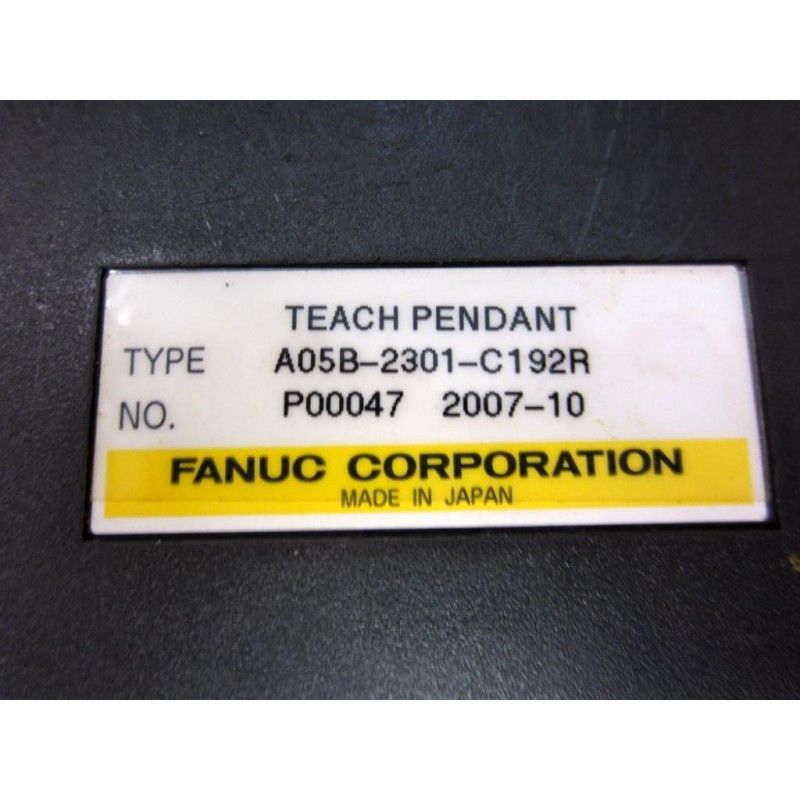 TEACH PENDANT
TYPE A05B-2301-C192R
NO. P00047 2007-10
FANUC CORPORATION
MADE IN JAPAN